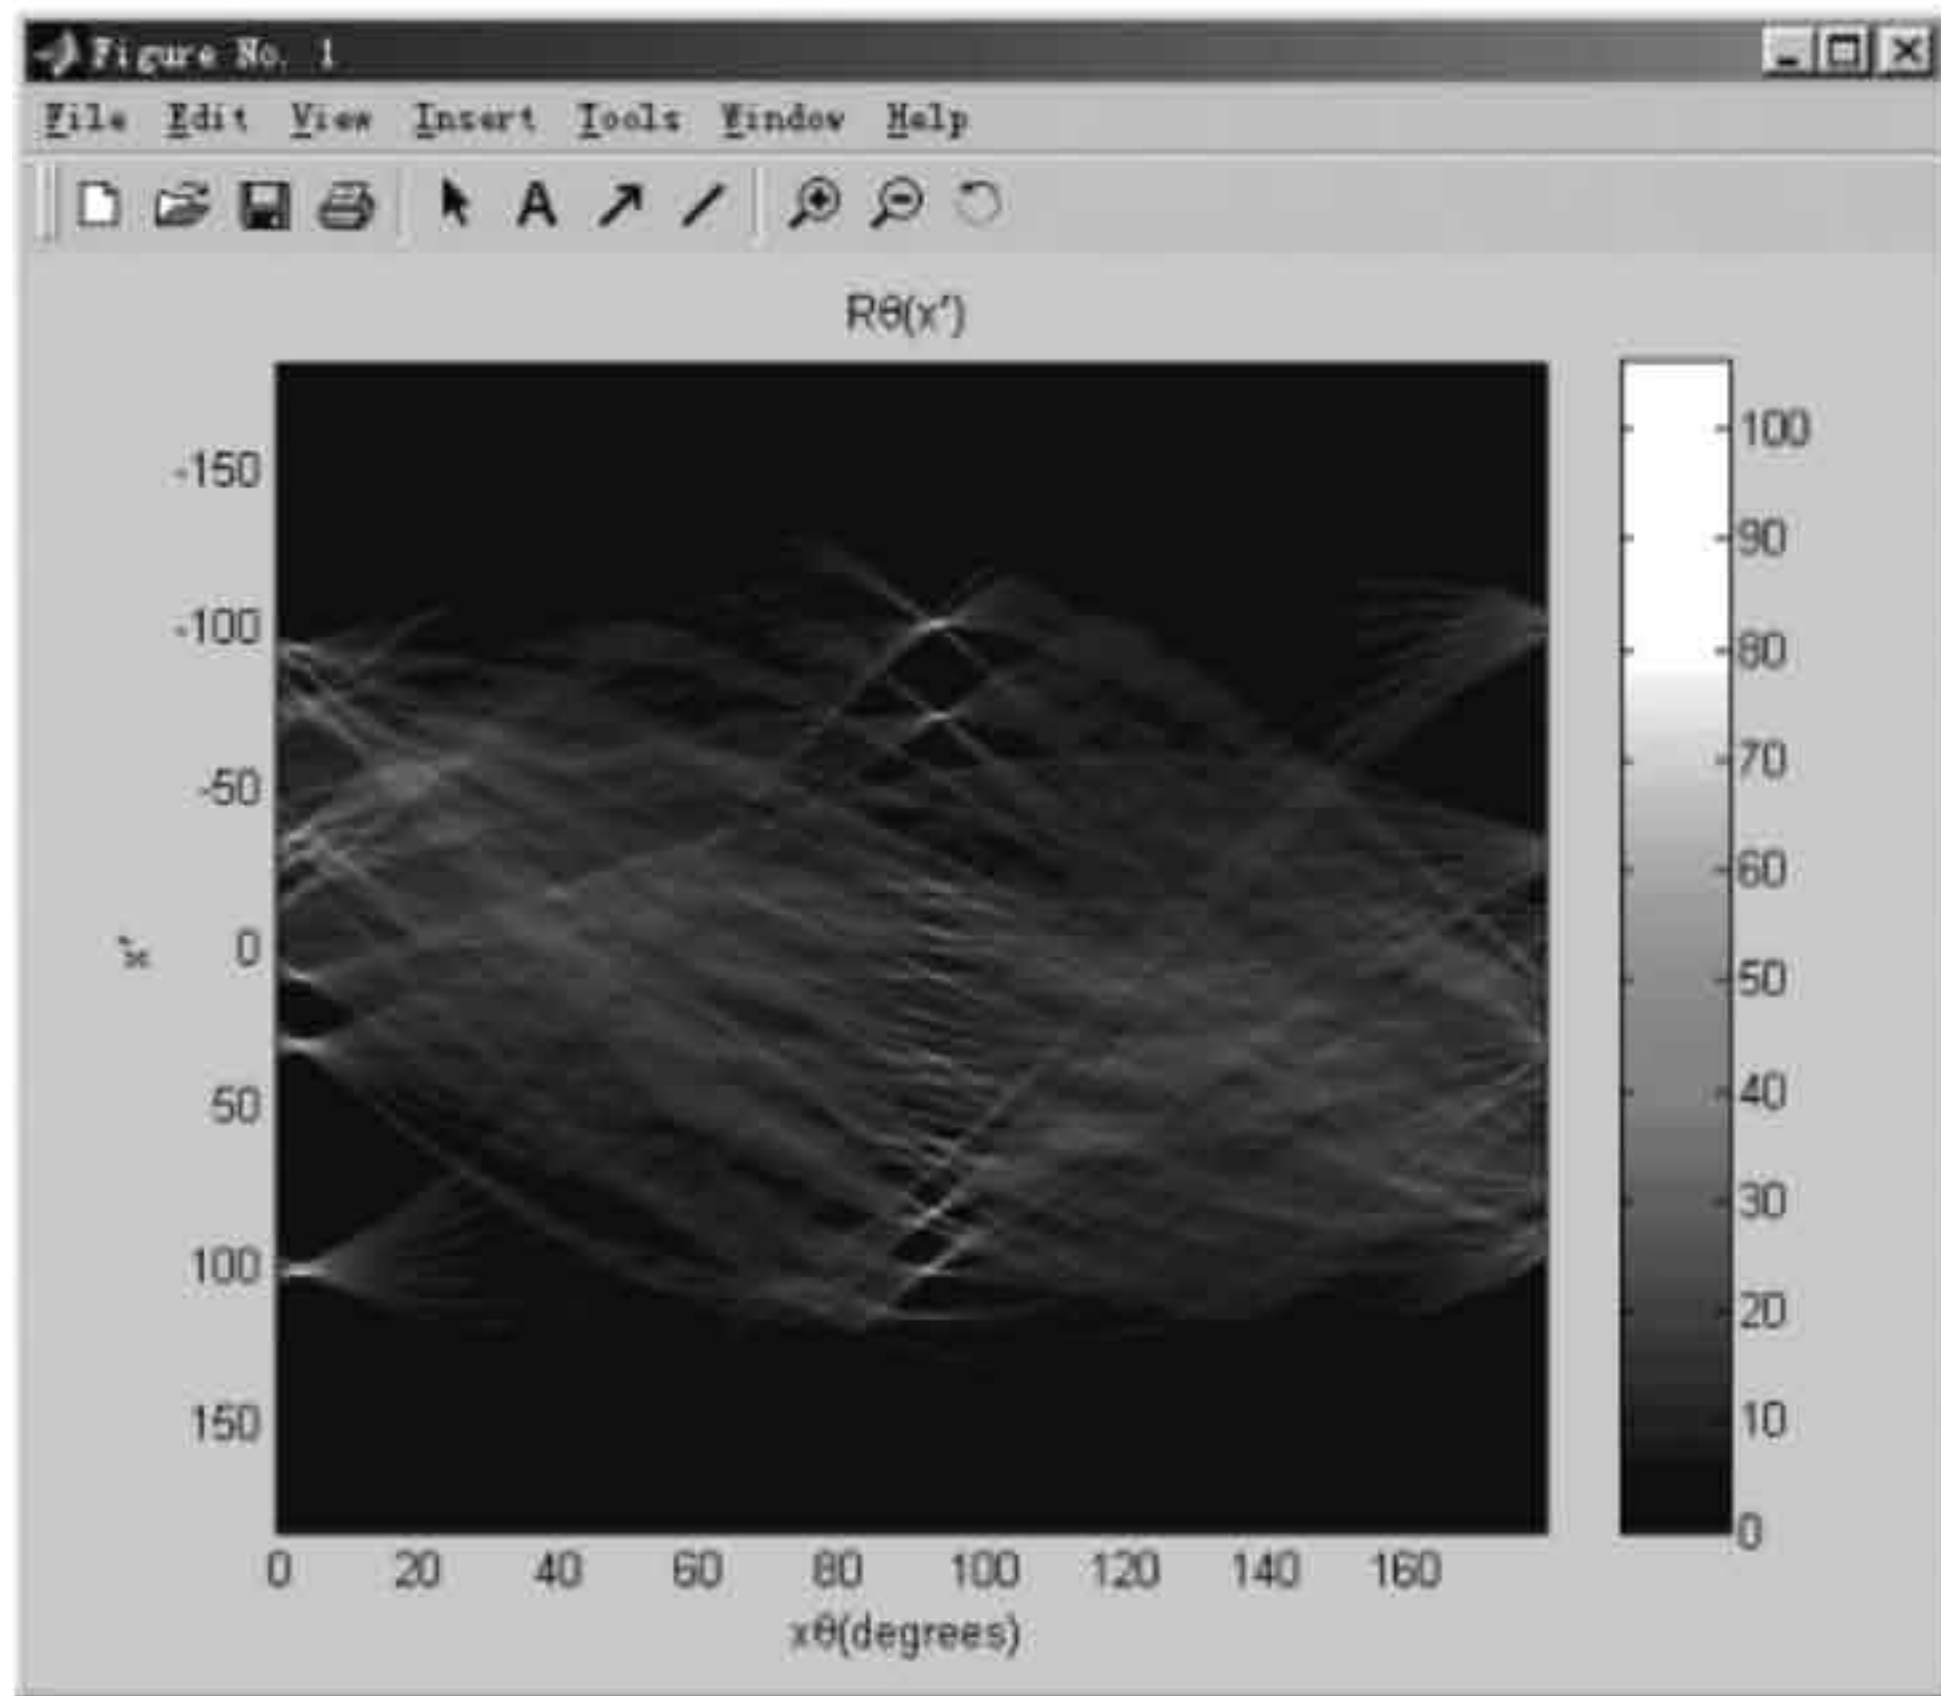 Figure No. 1
File Edit View Insert Tools Window Help
A
Rθ(x′)
-150
-100
-50
0
50
100
150
x′
0 20 40 60 80 100 120 140 160
xθ(degrees)
100
90
80
70
60
50
40
30
20
10
0